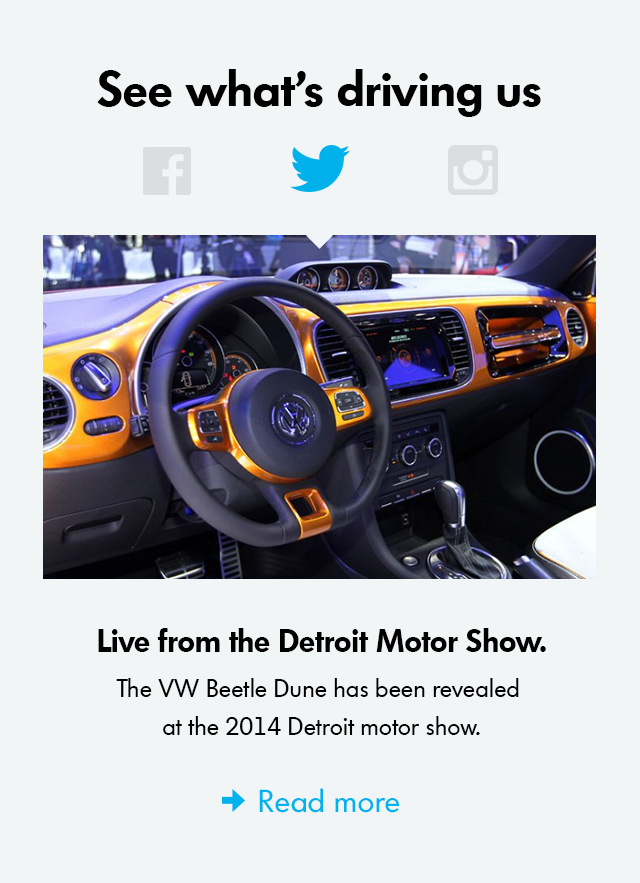 See what's driving us
Live from the Detroit Motor Show.
The VW Beetle Dune has been revealed
at the 2014 Detroit motor show.
Read more